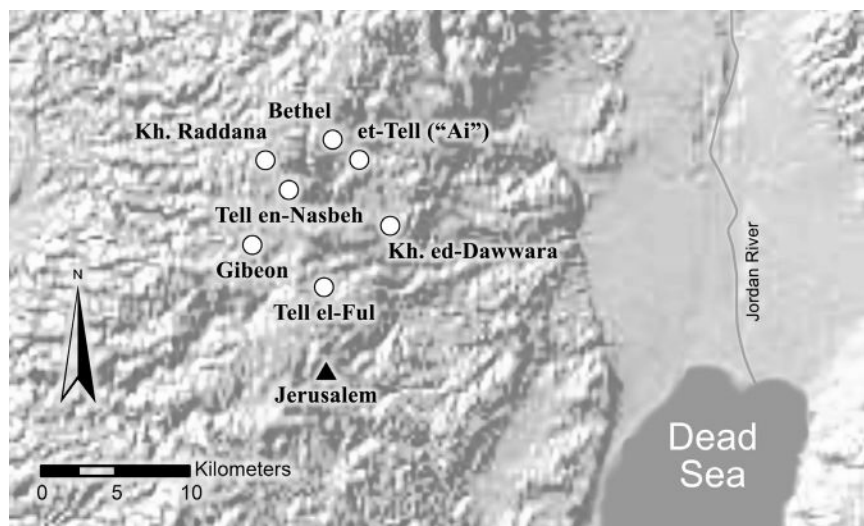 Bethel
Kh. Raddana
et-Tell (“Ai”)
Tell en-Nasbeh
Kh. ed-Dawwara
Gibeon
Tell el-Ful
Jerusalem
N
Kilometers
0 5 10
Jordan River
Dead
Sea